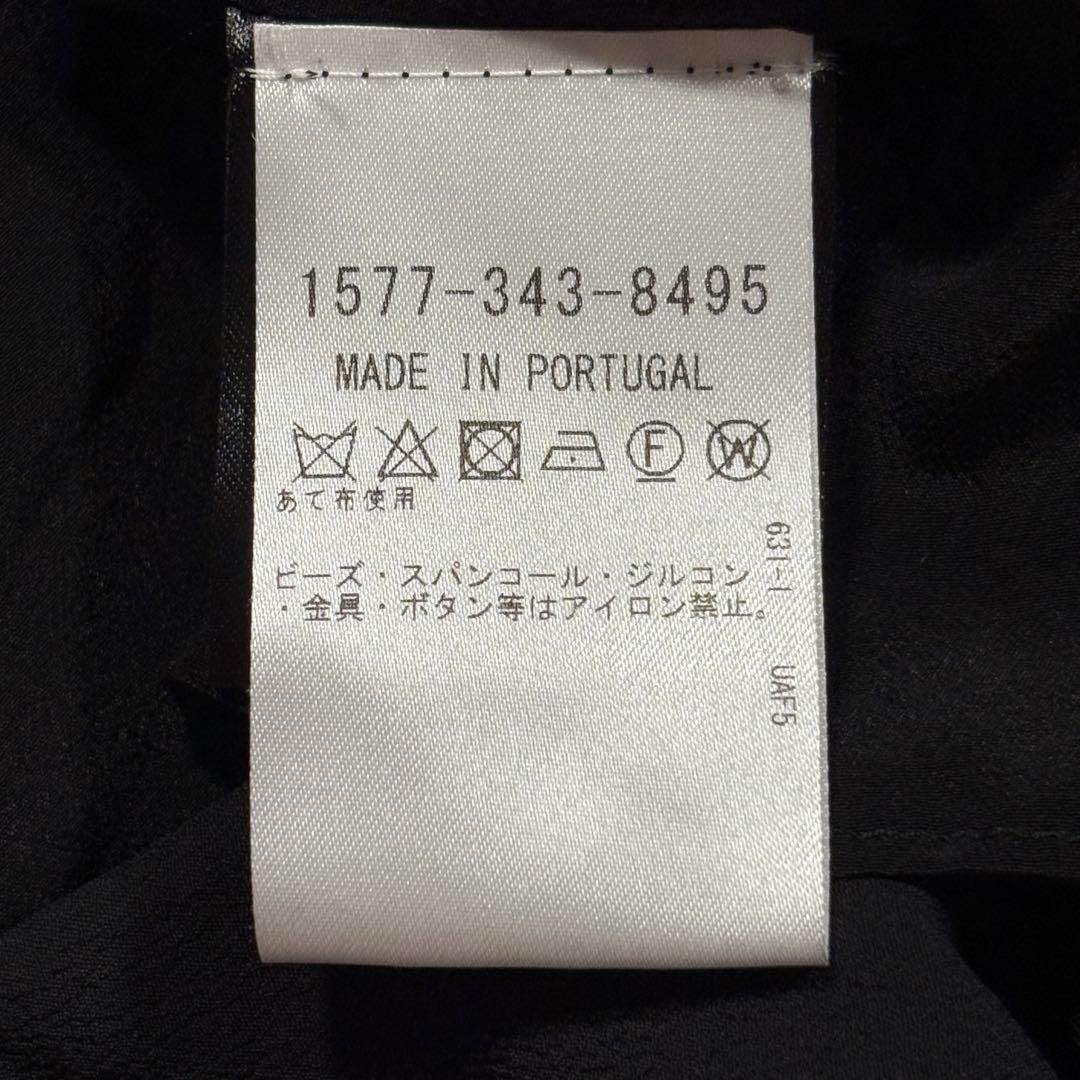 1577-343-8495
MADE IN PORTUGAL
F W
あて布使用
ビーズ・スパンコール・ジルコン
・金具・ボタン等はアイロン禁止。
631-1 UAF5